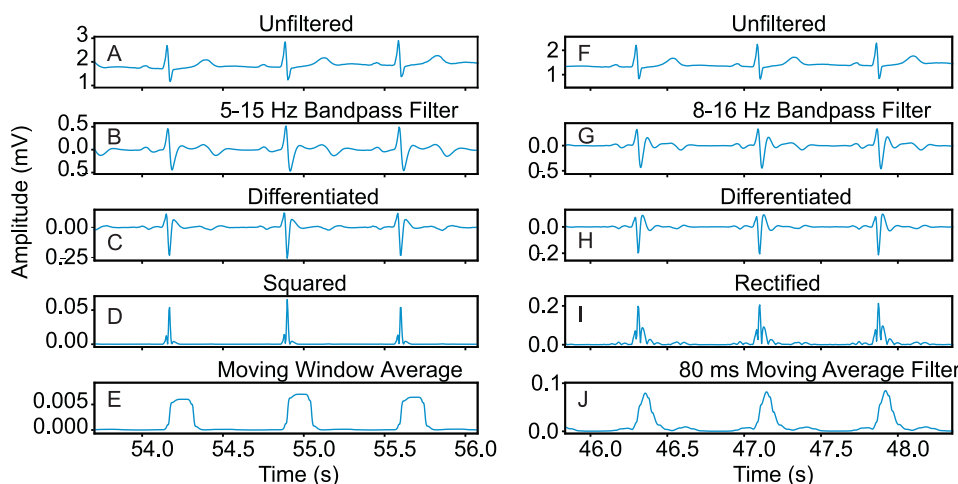 Unfiltered
A
3
2
1
5-15 Hz Bandpass Filter
B
0.5
0.0
0.5
Differentiated
C
0.00
0.25
Squared
D
0.05
0.00
Moving Window Average
E
0.005
0.000
54.0 54.5 55.0 55.5 56.0
Time (s)
Amplitude (mV)
Unfiltered
F
2
1
8-16 Hz Bandpass Filter
G
0.0
0.5
Differentiated
H
0.0
-0.2
Rectified
I
0.2
0.0
80 ms Moving Average Filter
J
0.1
0.0
46.0 46.5 47.0 47.5 48.0
Time (s)